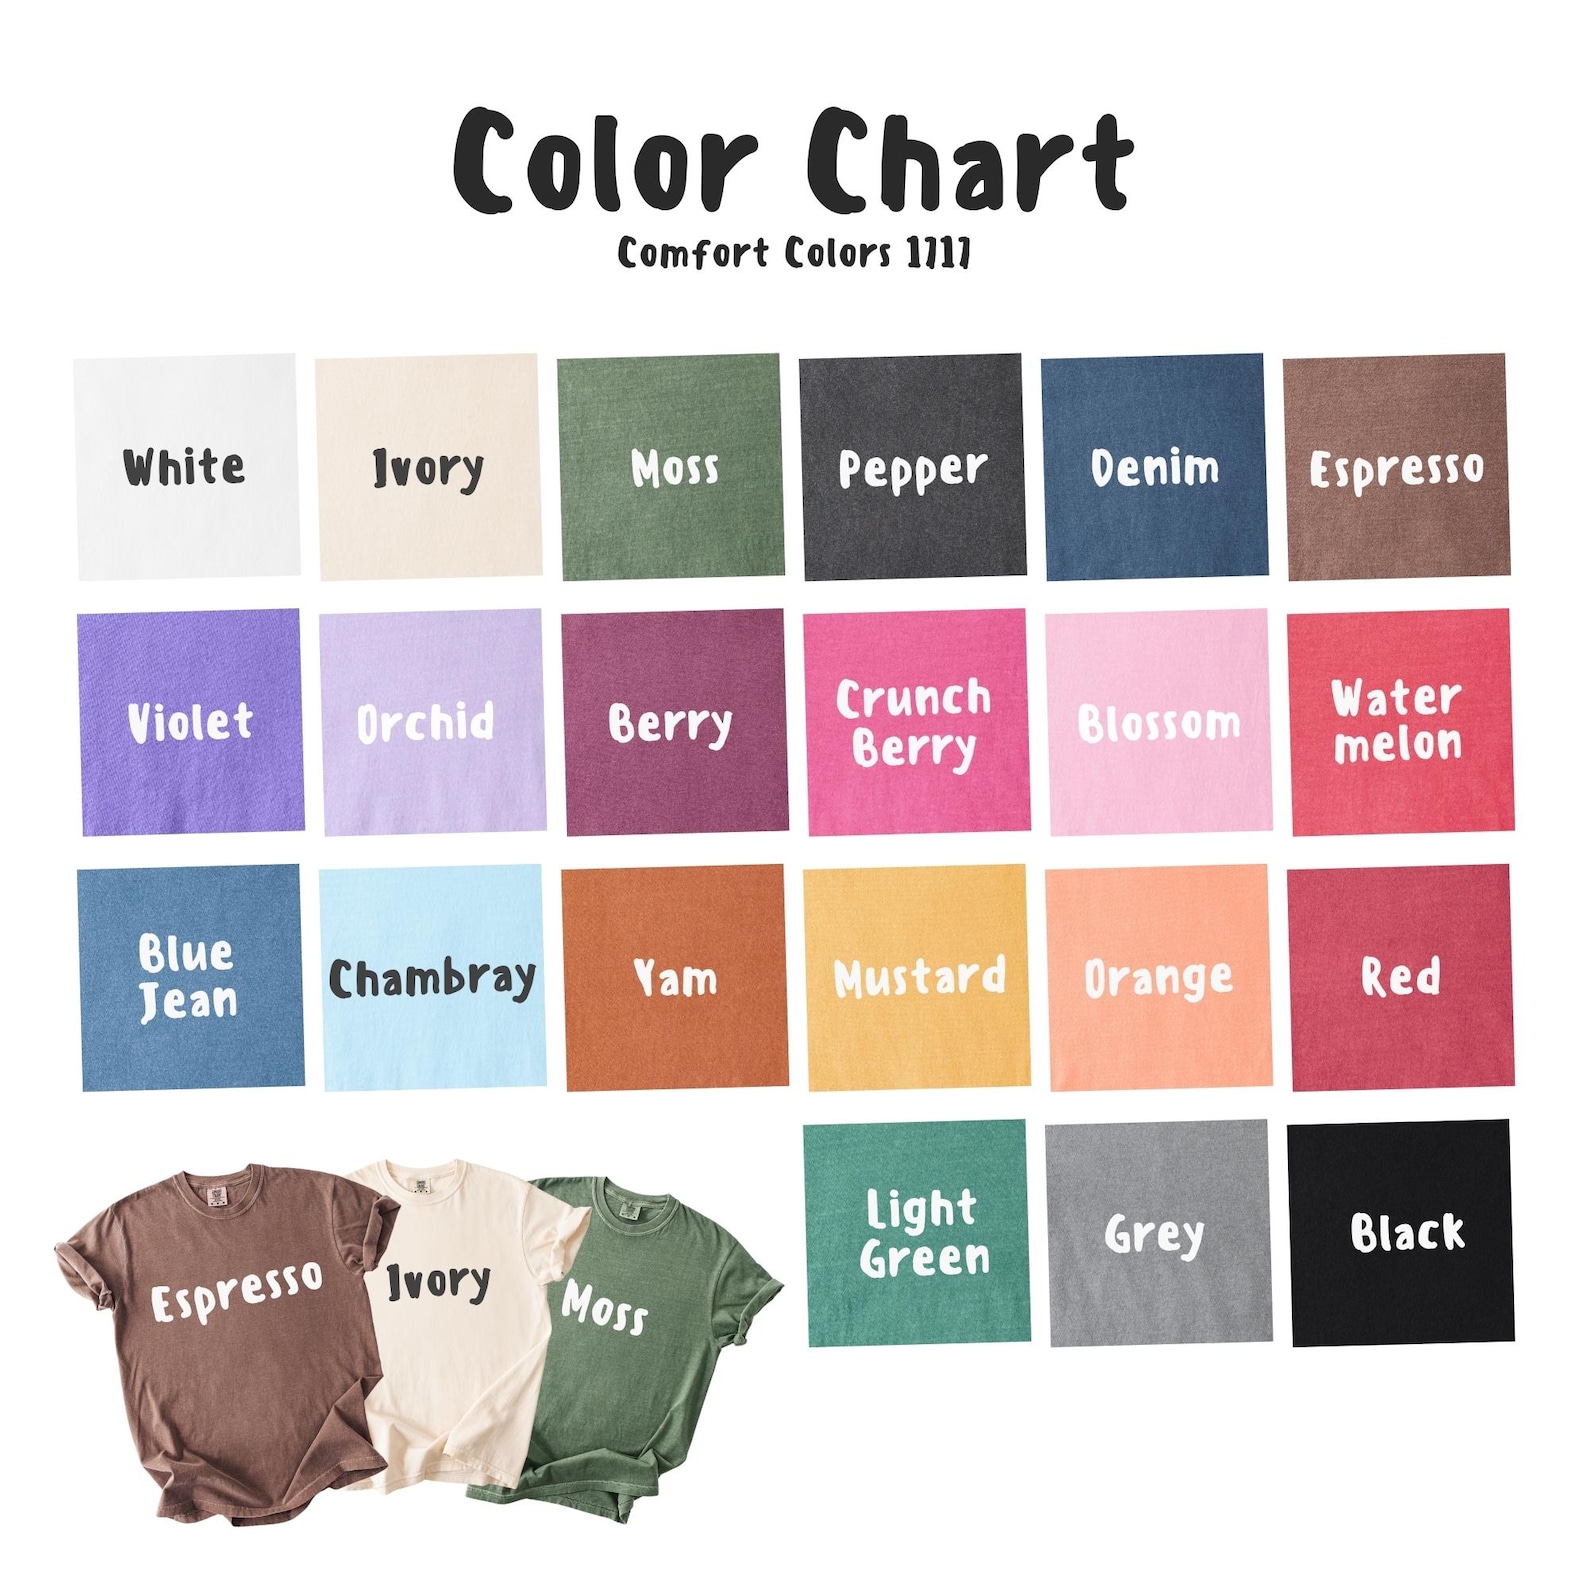 Color Chart
Comfort Colors 1717
White
Ivory
Moss
Pepper
Denim
Espresso
Violet
Orchid
Berry
Crunch
Berry
Blossom
Water
melon
Blue
Jean
Chambray
Yam
Mustard
Orange
Red
Light
Green
Grey
Black
Espresso
Ivory
Moss